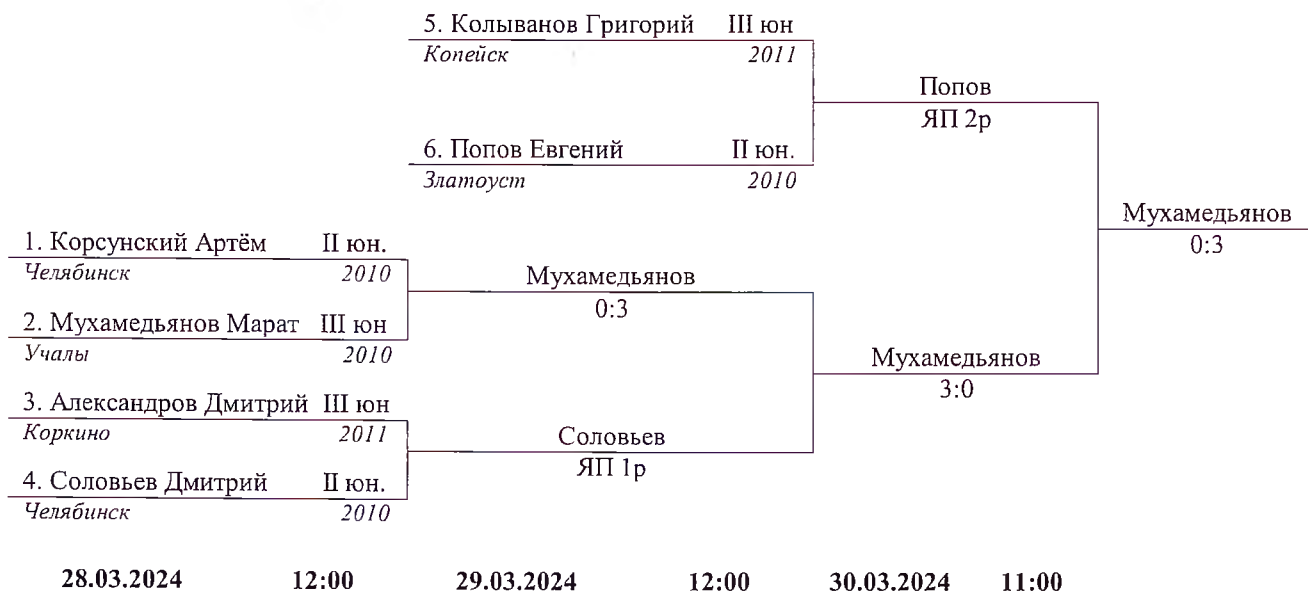 5. Колыванов Григорий III юн
Копейск 2011
Попов
ЯП 2р
6. Попов Евгений II юн.
Златоуст 2010
Мухамедьянов
0:3
1. Корсунский Артём II юн.
Челябинск 2010
Мухамедьянов
0:3
2. Мухамедьянов Марат III юн
Учалы 2010
Мухамедьянов
3:0
3. Александров Дмитрий III юн
Коркино 2011
Соловьев
ЯП 1р
4. Соловьев Дмитрий II юн.
Челябинск 2010
28.03.2024 12:00 29.03.2024 12:00 30.03.2024 11:00